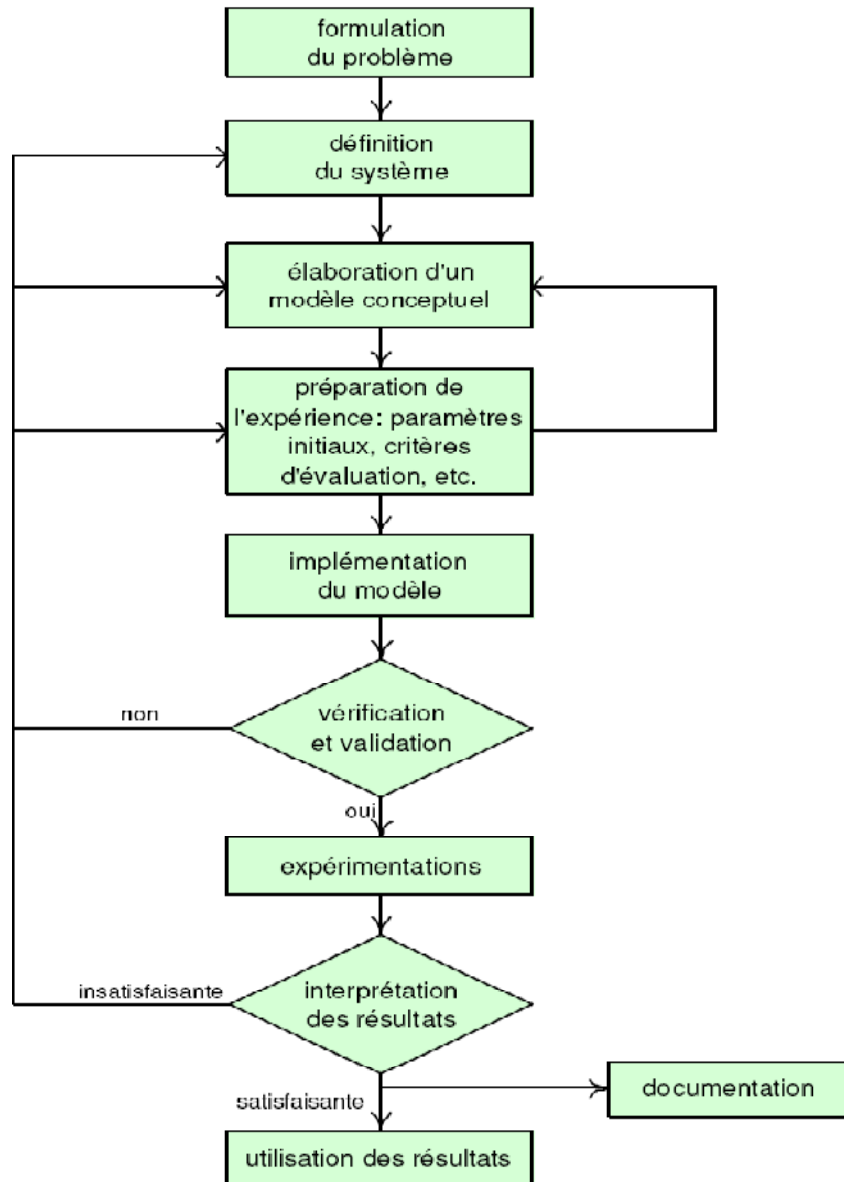 formulation
du problème
définition
du système
élaboration d'un
modèle conceptuel
préparation de
l'expérience: paramètres
initiaux, critères
d'évaluation, etc.
implémentation
du modèle
non
vérification
et validation
oui
expérimentations
insatisfaisante
interprétation
des résultats
documentation
satisfaisante
utilisation des résultats